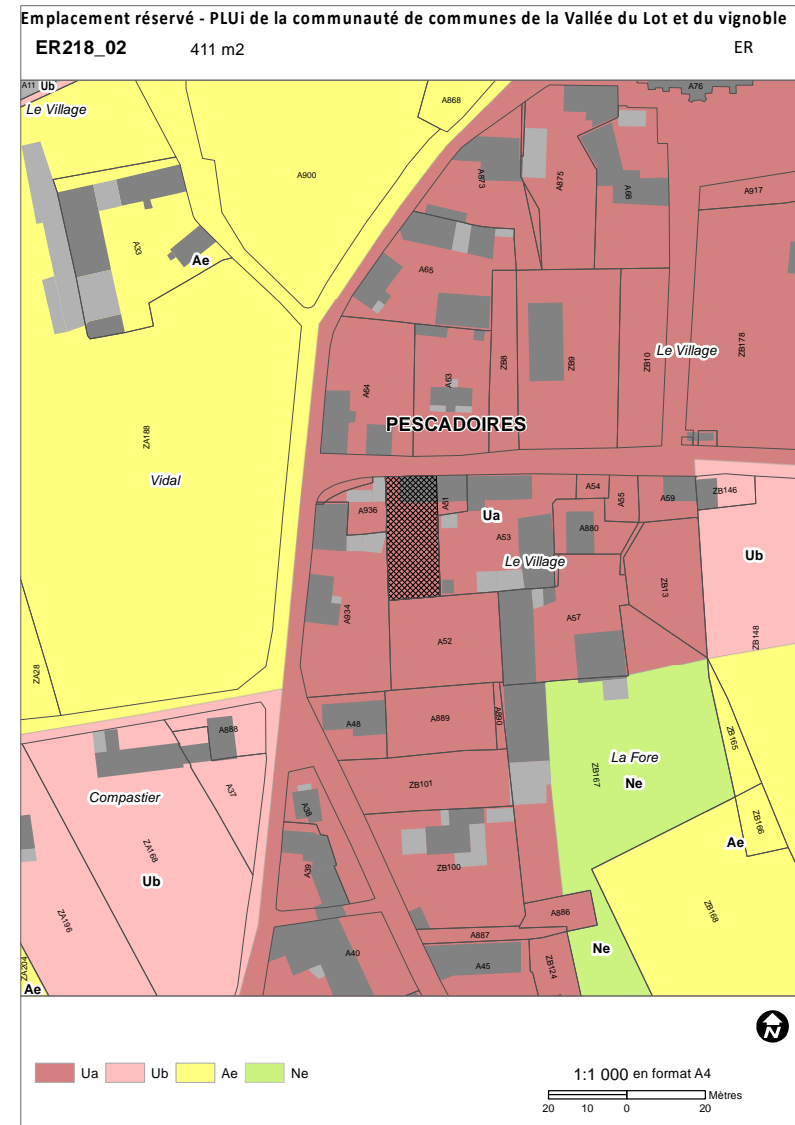 Emplacement réservé - PLUi de la communauté de communes de la Vallée du Lot et du vignoble
ER218_02 411 m2 ER
A11 Ub
Le Village
A868
A76
A900
A873
A875
A68
A917
A33
Ae
A65
ZB178
ZB8
ZB9
ZB10
Le Village
A64
A63
PESCADOIRES
ZA188
Vidal
A936
A51
Ua
A53
A54
A55
A59
ZB146
A880
Le Village
Ub
ZB13
A934
A52
A57
ZB148
ZA28
A48
A889
A890
A888
ZB165
La Fore
ZB167
Ne
ZB101
A37
Compastier
A38
ZB166
Ae
ZA168
Ub
A39
ZB100
ZA196
A886
ZB168
A887
Ne
A40
A45
ZB124
ZA204
Ae
N
Ua Ub Ae Ne
1:1 000 en format A4
Mètres
20 10 0 20